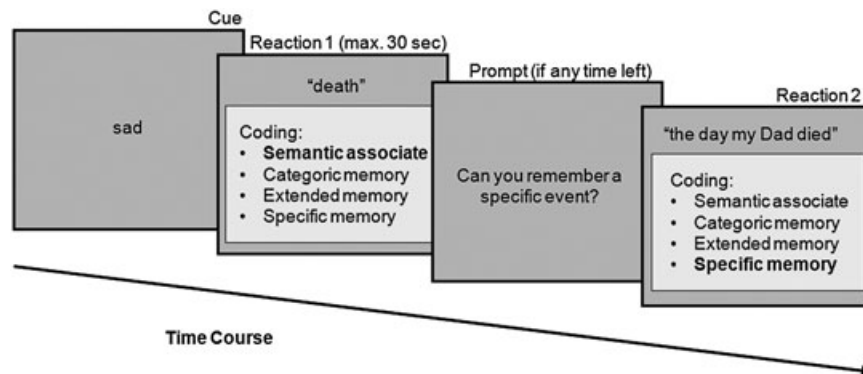 Cue
sad
Reaction 1 (max. 30 sec)
“death”
Coding:
• Semantic associate
• Categoric memory
• Extended memory
• Specific memory
Prompt (if any time left)
Can you remember a
specific event?
Reaction 2
“the day my Dad died”
Coding:
• Semantic associate
• Categoric memory
• Extended memory
• Specific memory
Time Course